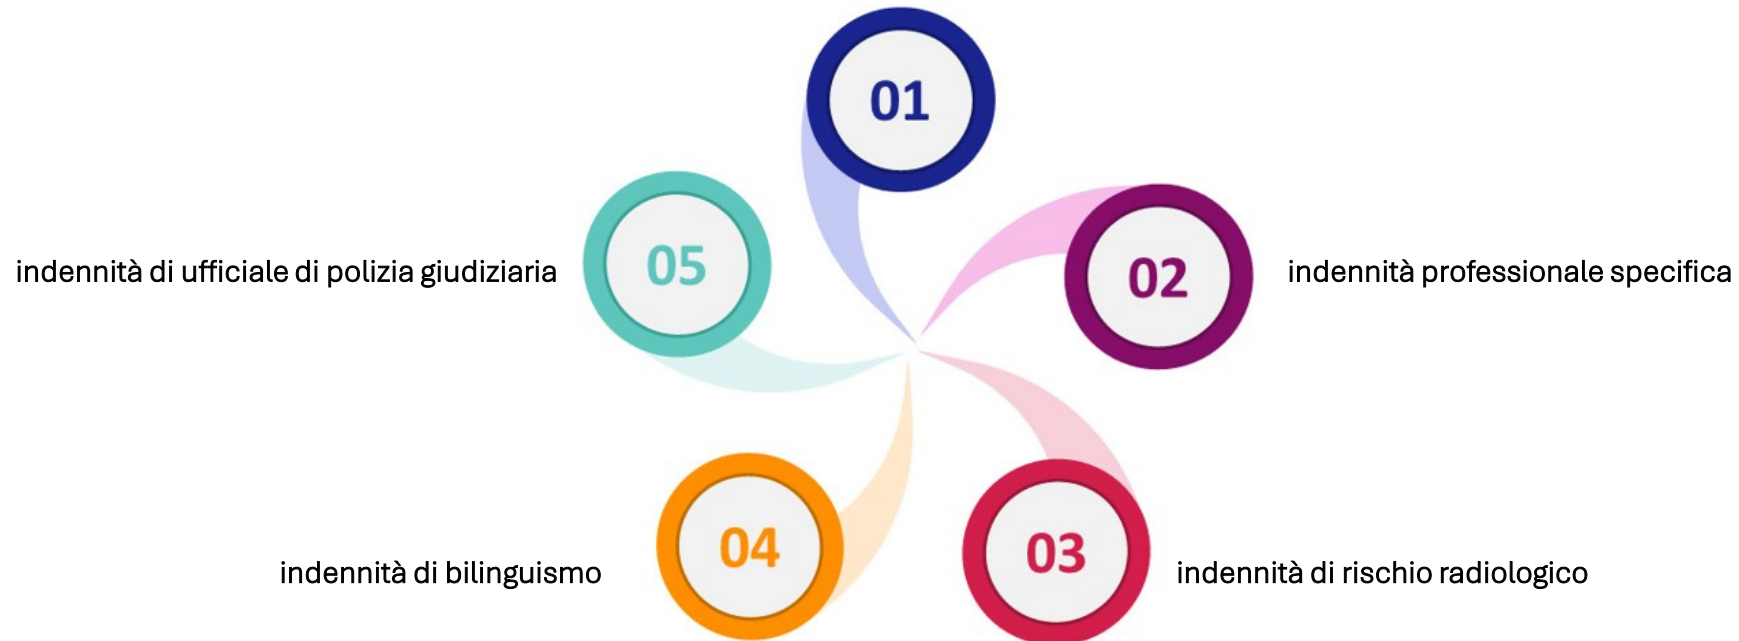 01
02
indennità professionale specifica
03
indennità di rischio radiologico
04
indennità di bilinguismo
05
indennità di ufficiale di polizia giudiziaria